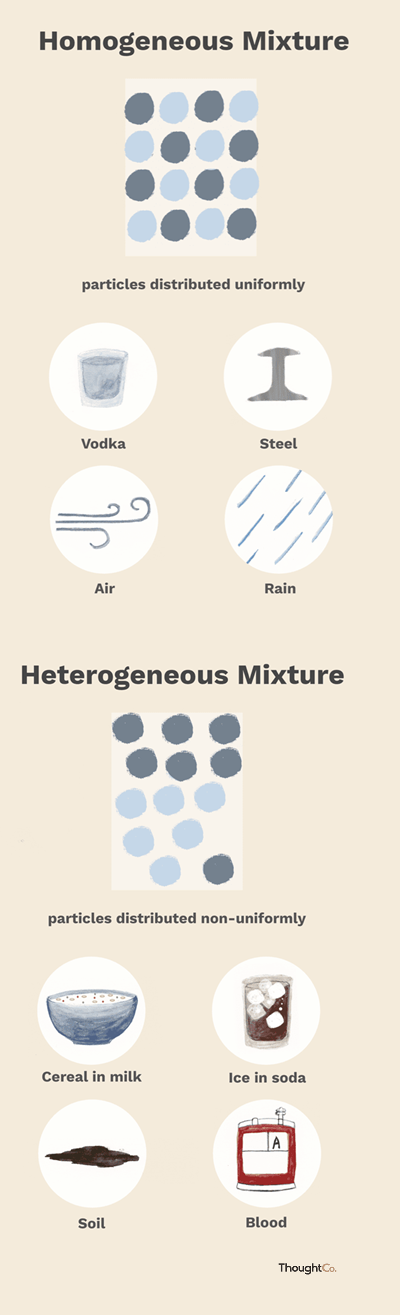 Homogeneous Mixture
particles distributed uniformly
Vodka
Steel
Air
Rain
Heterogeneous Mixture
particles distributed non-uniformly
Cereal in milk
Ice in soda
A
Soil
Blood
ThoughtCo.